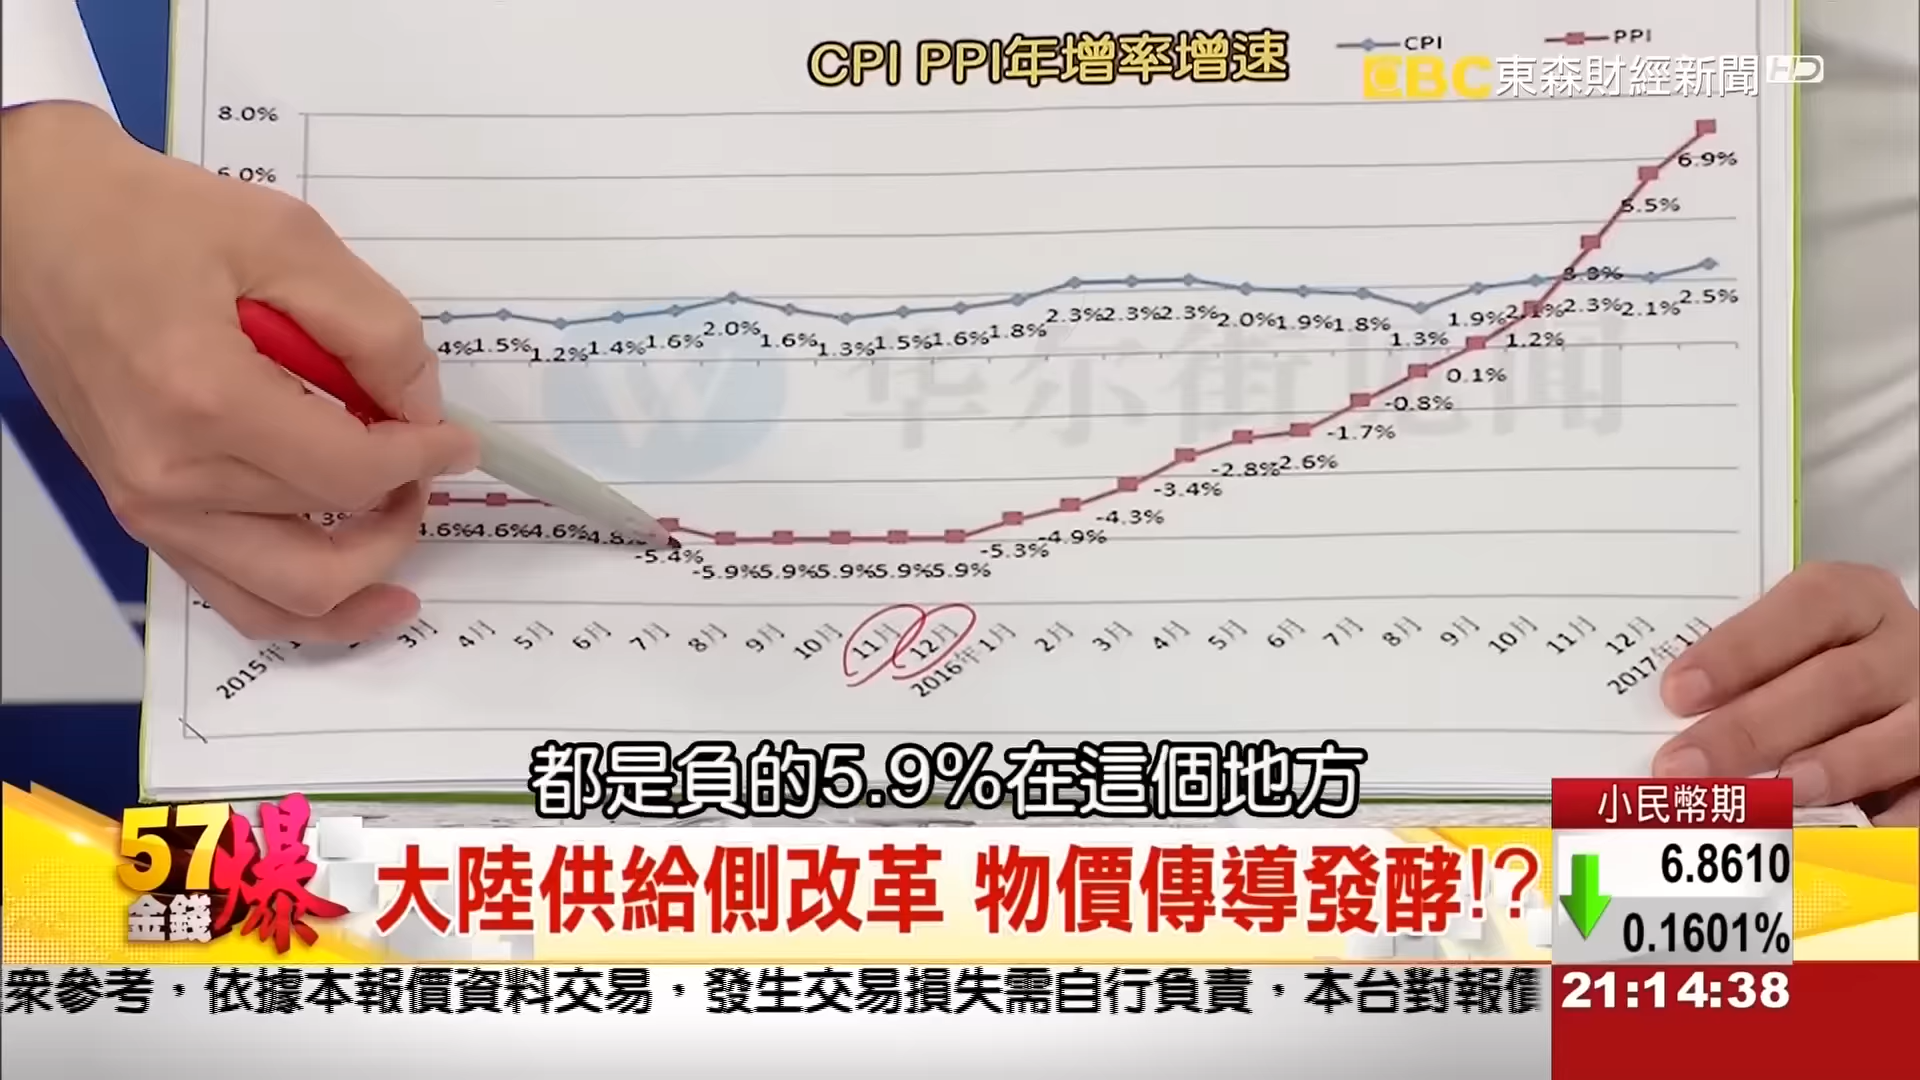 CPI PPI年增率增速
CPI
PPI
EBC東森財經新聞HD
8.0%
6.0%
6.9%
5.5%
3.3%
4%1.5%1.2%1.4%1.6%2.0%1.6%1.3%1.5%1.6%1.8%2.3%2.3%2.3%2.0%1.9%1.8%1.3%1.9%2.1%2.3%2.1%2.5%
1.2%
0.1%
-0.8%
-1.7%
-2.8%2.6%
-3.4%
-4.3%
-5.3%-4.9%
4.6%4.6%4.6%4.8%
-5.4%
-5.9%5.9%5.9%5.9%5.9%
2015年1 3月 4月 5月 6月 7月 8月 9月 10月 11月 12月 2016年1月 2月 3月 4月 5月 6月 7月 8月 9月 10月 11月 12月 2017年1月
都是負的5.9%在這個地方
57金錢爆
大陸供給側改革 物價傳導發酵!?
小民幣期
6.8610
0.1601%
眾參考，依據本報價資料交易，發生交易損失需自行負責，本台對報價
21:14:38